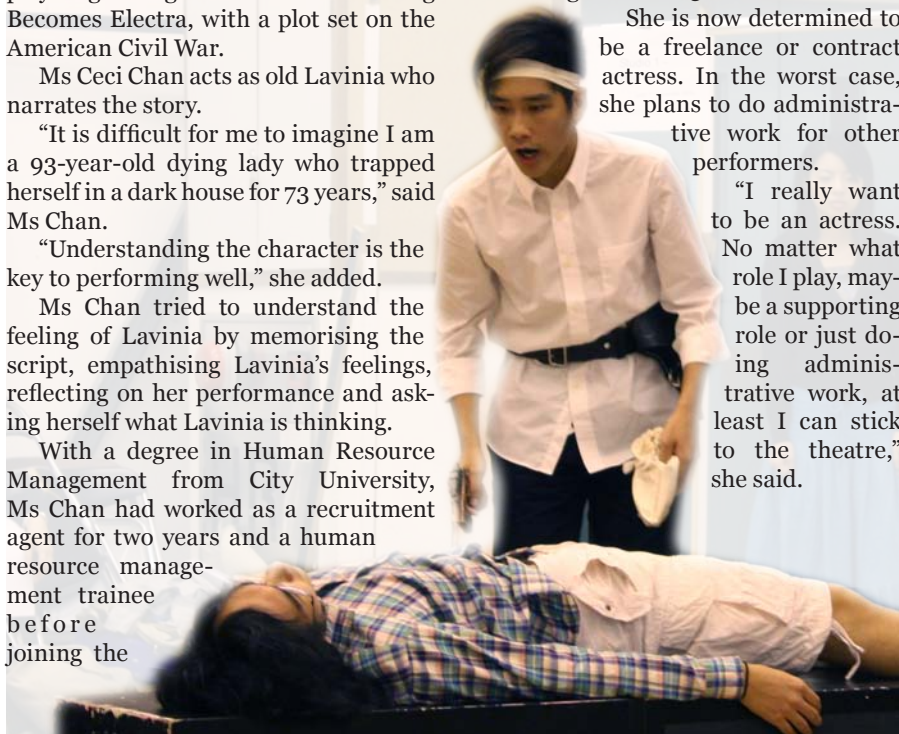 Becomes Electra, with a plot set on the
American Civil War.
Ms Ceci Chan acts as old Lavinia who
narrates the story.
“It is difficult for me to imagine I am
a 93-year-old dying lady who trapped
herself in a dark house for 73 years,” said
Ms Chan.
“Understanding the character is the
key to performing well,” she added.
Ms Chan tried to understand the
feeling of Lavinia by memorising the
script, empathising Lavinia’s feelings,
reflecting on her performance and ask-
ing herself what Lavinia is thinking.
With a degree in Human Resource
Management from City University,
Ms Chan had worked as a recruitment
agent for two years and a human
resource manage-
ment trainee
before
joining the
She is now determined to
be a freelance or contract
actress. In the worst case,
she plans to do administra-
tive work for other
performers.
“I really want
to be an actress.
No matter what
role I play, may-
be a supporting
role or just do-
ing adminis-
trative work, at
least I can stick
to the theatre,”
she said.